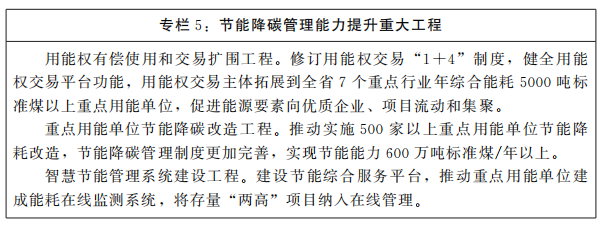 专栏 5：节能降碳管理能力提升重大工程
用能权有偿使用和交易扩围工程。修订用能权交易“1＋4”制度，健全用能
权交易平台功能，用能权交易主体拓展到全省 7 个重点行业年综合能耗 5000 吨标
准煤以上重点用能单位，促进能源要素向优质企业、项目流动和集聚。
重点用能单位节能降碳改造工程。推动实施 500 家以上重点用能单位节能降
耗改造，节能降碳管理制度更加完善，实现节能能力 600 万吨标准煤/年以上。
智慧节能管理系统建设工程。建设节能综合服务平台，推动重点用能单位建
成能耗在线监测系统，将存量“两高”项目纳入在线管理。